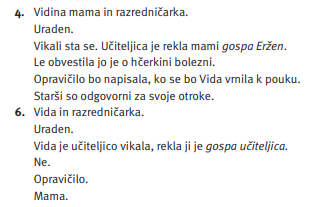 4. Vidina mama in razredničarka.
Uraden.
Vikali sta se. Učiteljica je rekla mami gospa Eržen.
Le obvestila jo je o hčerkini bolezni.
Opravičilo bo napisala, ko se bo Vida vrnila k pouku.
Starši so odgovorni za svoje otroke.
6. Vida in razredničarka.
Uraden.
Vida je učiteljico vikala, rekla ji je gospa učiteljica.
Ne.
Opravičilo.
Mama.